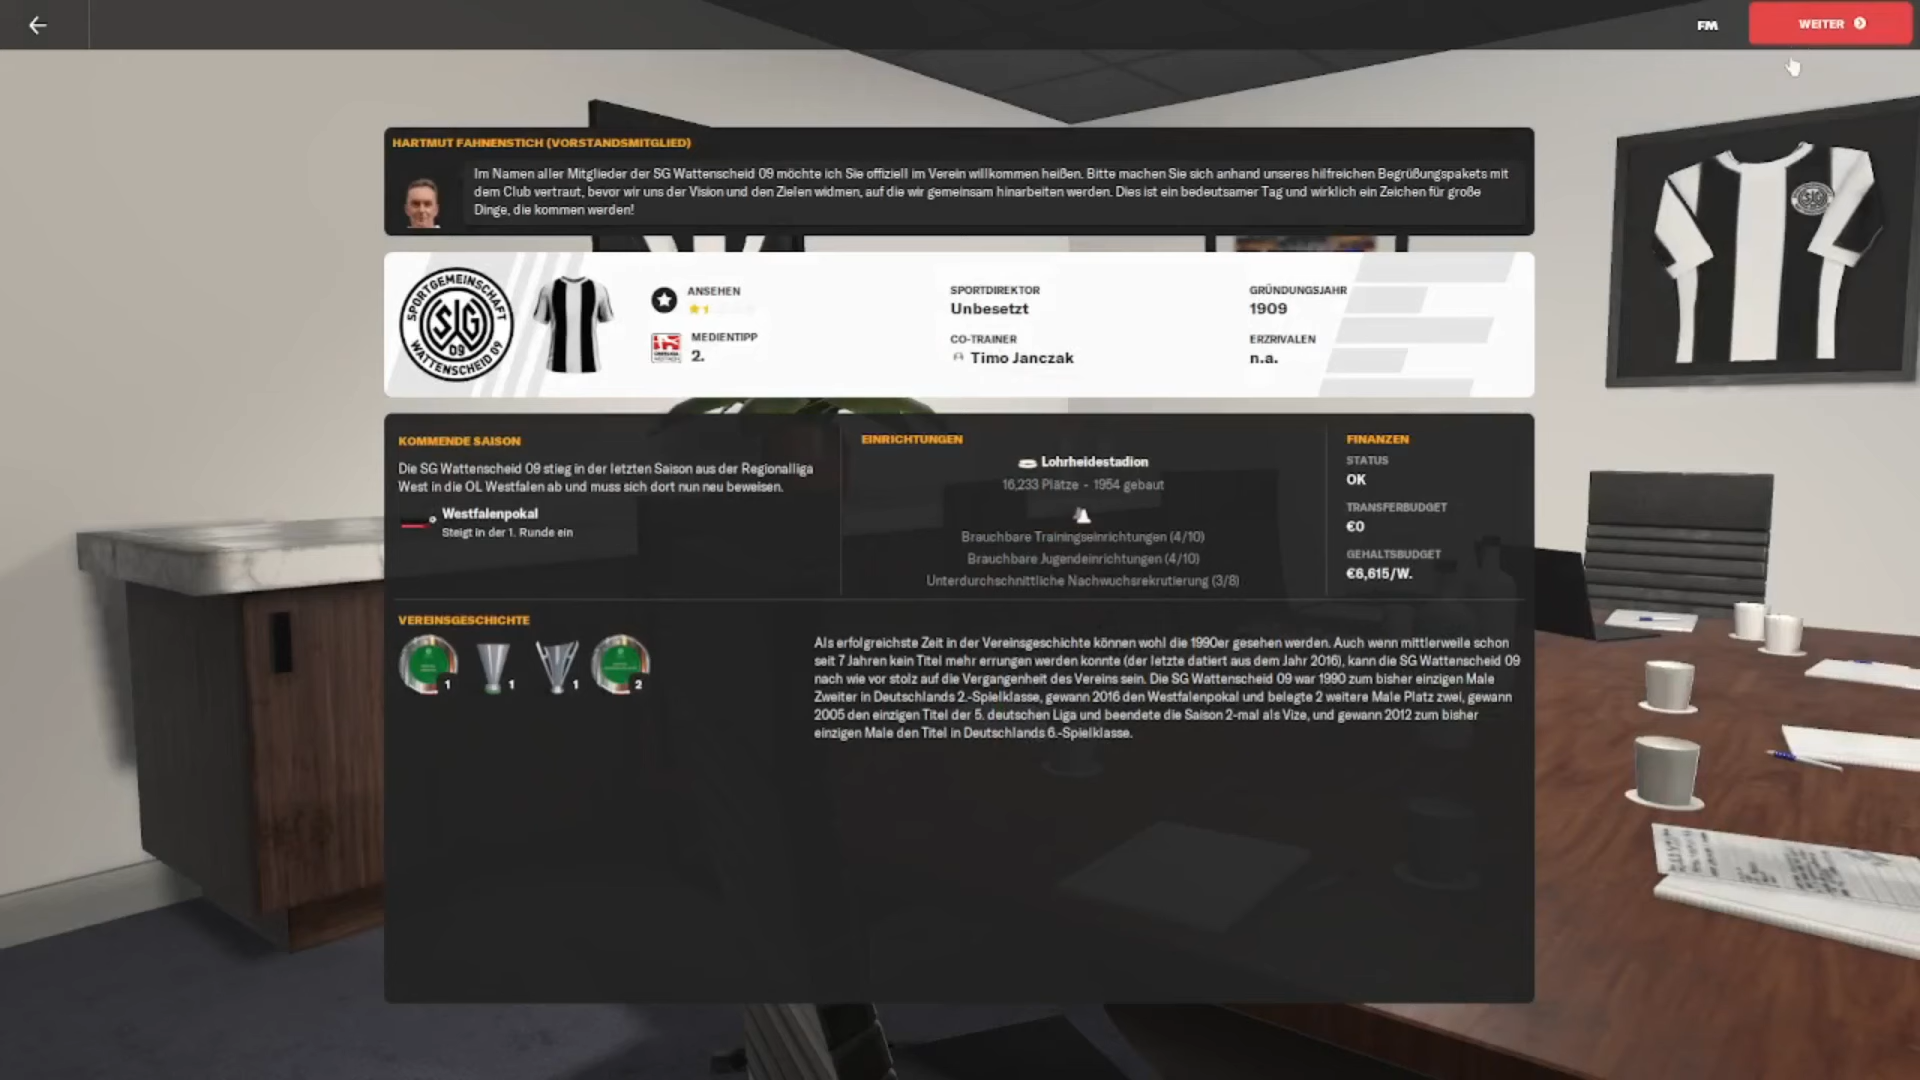 FM
WEITER
HARTMUT FAHNENSTICH (VORSTANDSMITGLIED)
Im Namen aller Mitglieder der SG Wattenscheid 09 möchte ich Sie offiziell im Verein willkommen heißen. Bitte machen Sie sich anhand unseres hilfreichen Begrüßungspakets mit
dem Club vertraut, bevor wir uns der Vision und den Zielen widmen, auf die wir gemeinsam hinarbeiten werden. Dies ist ein bedeutsamer Tag und wirklich ein Zeichen für große
Dinge, die kommen werden!
SPORTGEMEINSCHAFT
SG
09
WATTENSCHEID 09
ANSEHEN
1
MEDIENTIPP
2.
SPORTDIREKTOR
Unbesetzt
CO-TRAINER
Timo Janczak
GRÜNDUNGSJAHR
1909
ERZRIVALEN
n.a.
KOMMENDE SAISON
Die SG Wattenscheid 09 stieg in der letzten Saison aus der Regionalliga
West in die OL Westfalen ab und muss sich dort nun neu beweisen.
Westfalenpokal
Steigt in der 1. Runde ein
EINRICHTUNGEN
Lohrheidestadion
16,233 Plätze - 1954 gebaut
Brauchbare Trainingseinrichtungen (4/10)
Brauchbare Jugendeinrichtungen (4/10)
Unterdurchschnittliche Nachwuchsrekrutierung (3/8)
FINANZEN
STATUS
OK
TRANSFERBUDGET
€0
GEHALTSBUDGET
€6,615/W.
VEREINSGESCHICHTE
1
1
1
2
Als erfolgreichste Zeit in der Vereinsgeschichte können wohl die 1990er gesehen werden. Auch wenn mittlerweile schon
seit 7 Jahren kein Titel mehr errungen werden konnte (der letzte datiert aus dem Jahr 2016), kann die SG Wattenscheid 09
nach wie vor stolz auf die Vergangenheit des Vereins sein. Die SG Wattenscheid 09 war 1990 zum bisher einzigen Male
Zweiter in Deutschlands 2.-Spielklasse, gewann 2016 den Westfalenpokal und belegte 2 weitere Male Platz zwei, gewann
2005 den einzigen Titel der 5. deutschen Liga und beendete die Saison 2-mal als Vize, und gewann 2012 zum bisher
einzigen Male den Titel in Deutschlands 6.-Spielklasse.